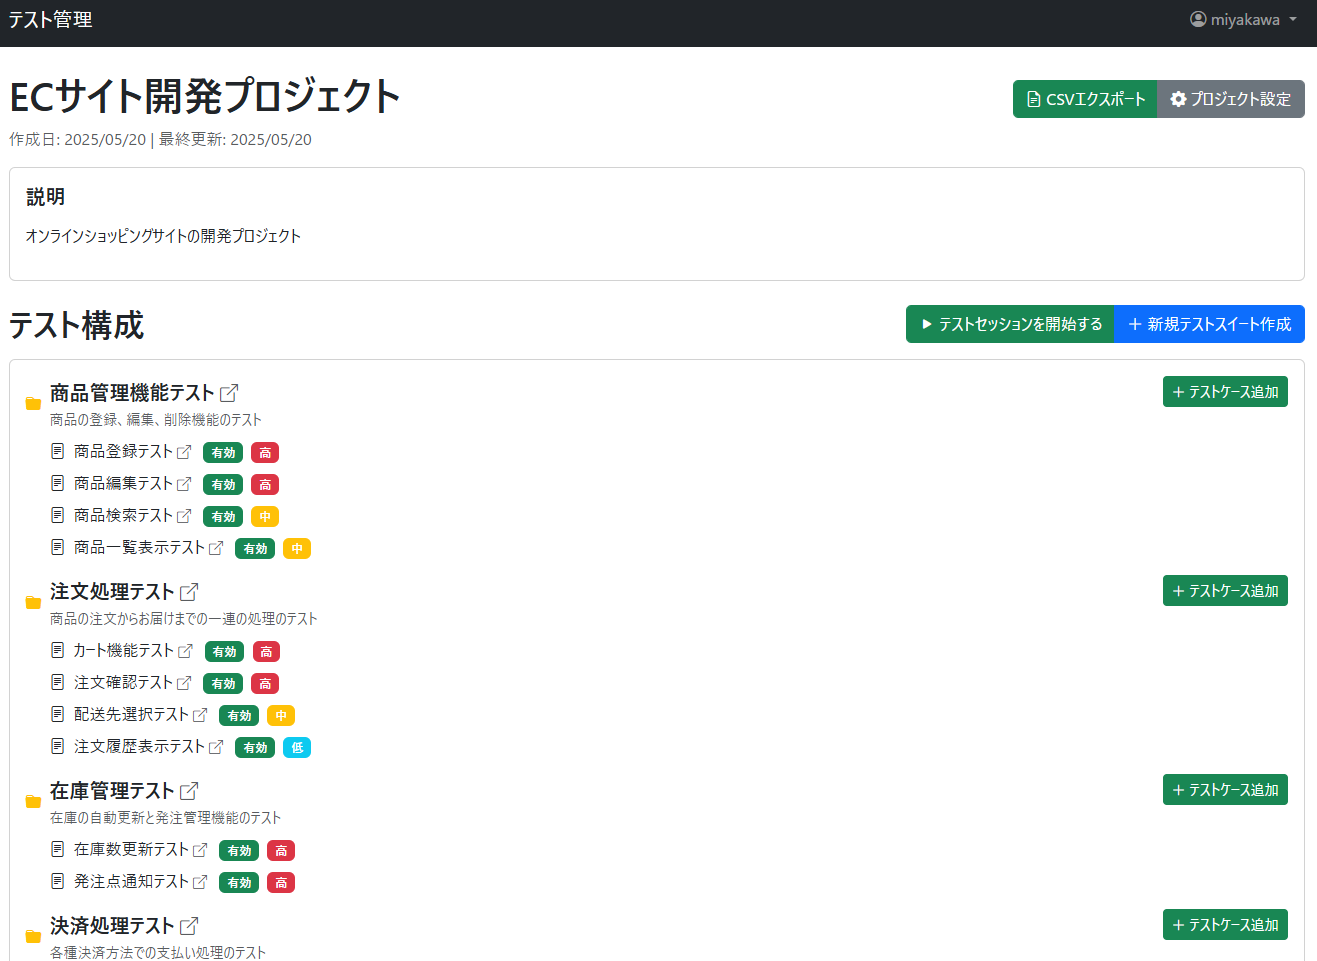 テスト管理
miyakawa
ECサイト開発プロジェクト
CSVエクスポート
プロジェクト設定
作成日: 2025/05/20 | 最終更新: 2025/05/20
説明
オンラインショッピングサイトの開発プロジェクト
テスト構成
テストセッションを開始する
新規テストスイート作成
商品管理機能テスト
テストケース追加
商品の登録、編集、削除機能のテスト
商品登録テスト 有効 高
商品編集テスト 有効 高
商品検索テスト 有効 中
商品一覧表示テスト 有効 中
注文処理テスト
テストケース追加
商品の注文からお届けまでの一連の処理のテスト
カート機能テスト 有効 高
注文確認テスト 有効 高
配送先選択テスト 有効 中
注文履歴表示テスト 有効 低
在庫管理テスト
テストケース追加
在庫の自動更新と発注管理機能のテスト
在庫数更新テスト 有効 高
発注点通知テスト 有効 高
決済処理テスト
テストケース追加
各種決済方法での支払い処理のテスト